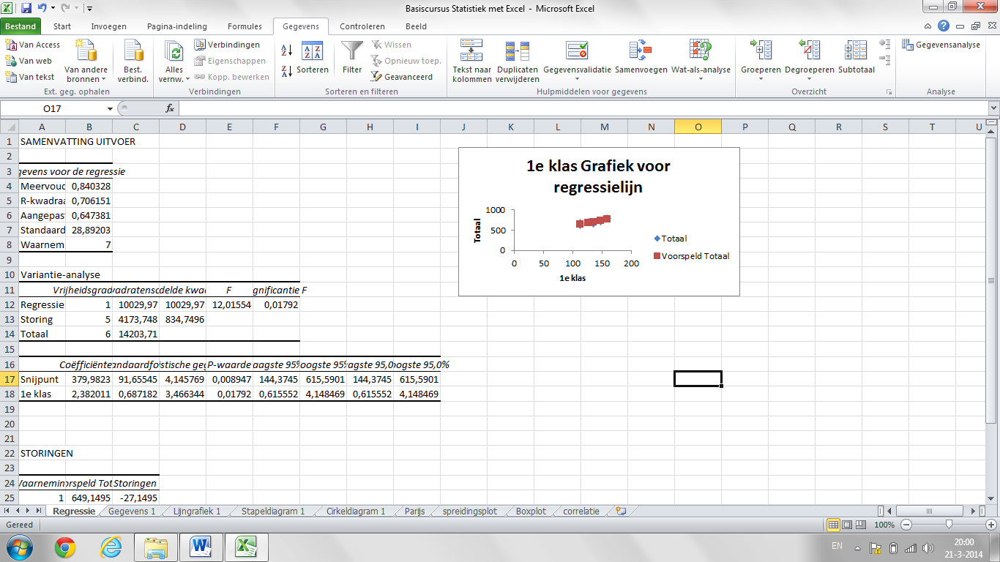 Basiscursus Statistiek met Excel - Microsoft Excel
Bestand Start Invoegen Pagina-indeling Formules Gegevens Controleren Beeld
Van Access
Van web
Van tekst
Van andere bronnen
Best. verbind.
Ext. geg. ophalen
Alles vernw.
Verbindingen
Eigenschappen
Kopp. bewerken
Verbindingen
Sorteren
Filter
Wissen
Opnieuw toep.
Geavanceerd
Sorteren en filteren
Tekst naar kolommen
Duplicaten verwijderen
Gegevensvalidatie
Samenvoegen
Wat-als-analyse
Hulpmiddelen voor gegevens
Groeperen
Degroeperen
Subtotaal
Overzicht
Gegevensanalyse
Analyse
O17
fx
A B C D E F G H I J K L M N O P Q R S T U
1 SAMENVATTING UITVOER
2
3 gevens voor de regressie
4 Meervoud 0,840328
5 R-kwadraa 0,706151
6 Aangepast 0,647381
7 Standaard 28,89203
8 Waarnem 7
9
10 Variantie-analyse
11 Vrijheidsgrad vadratensc delde kwa F gnificantie F
12 Regressie 1 10029,97 10029,97 12,01554 0,01792
13 Storing 5 4173,748 834,7496
14 Totaal 6 14203,71
15
16 Coëfficiënte andaardfo istische geg P-waarde aagste 95% oogste 95% agste 95,0 oogste 95,0%
17 Snijpunt 379,9823 91,65545 4,145769 0,008947 144,3745 615,5901 144,3745 615,5901
18 1e klas 2,382011 0,687182 3,466344 0,01792 0,615552 4,148469 0,615552 4,148469
19
20
21
22 STORINGEN
23
24 Vaarnemin orspeld Tot Storingen
25 1 649,1495 -27,1495
1e klas Grafiek voor
regressielijn
Totaal
1000
500
0
0 50 100 150 200
1e klas
Totaal
Voorspeld Totaal
Regressie Gegevens 1 Lijngrafiek 1 Stapeldiagram 1 Cirkeldiagram 1 Parijs spreidingsplot Boxplot correlatie
Gereed
100%
EN
20:00
21-3-2014